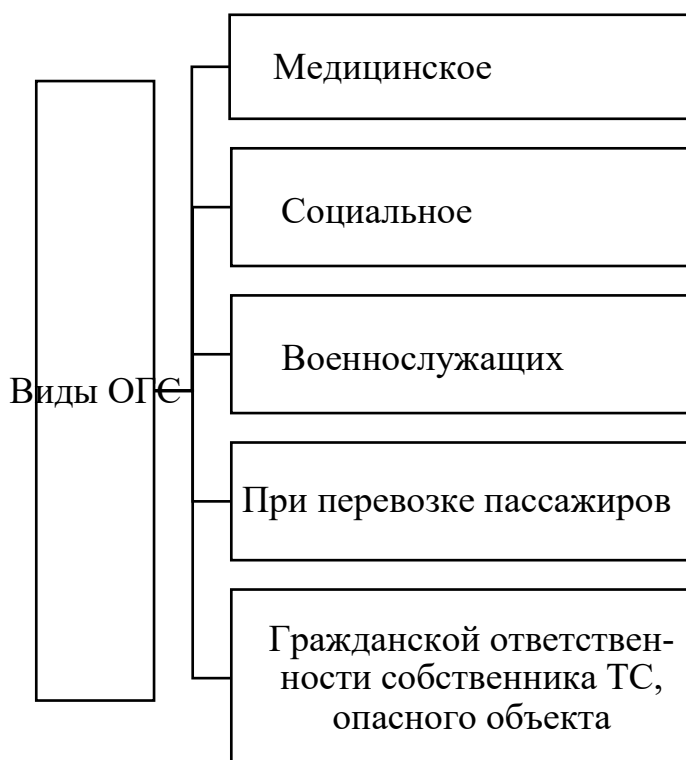 Медицинское
Социальное
Военнослужащих
Виды ОГС
При перевозке пассажиров
Гражданской ответствен-
ности собственника ТС,
опасного объекта